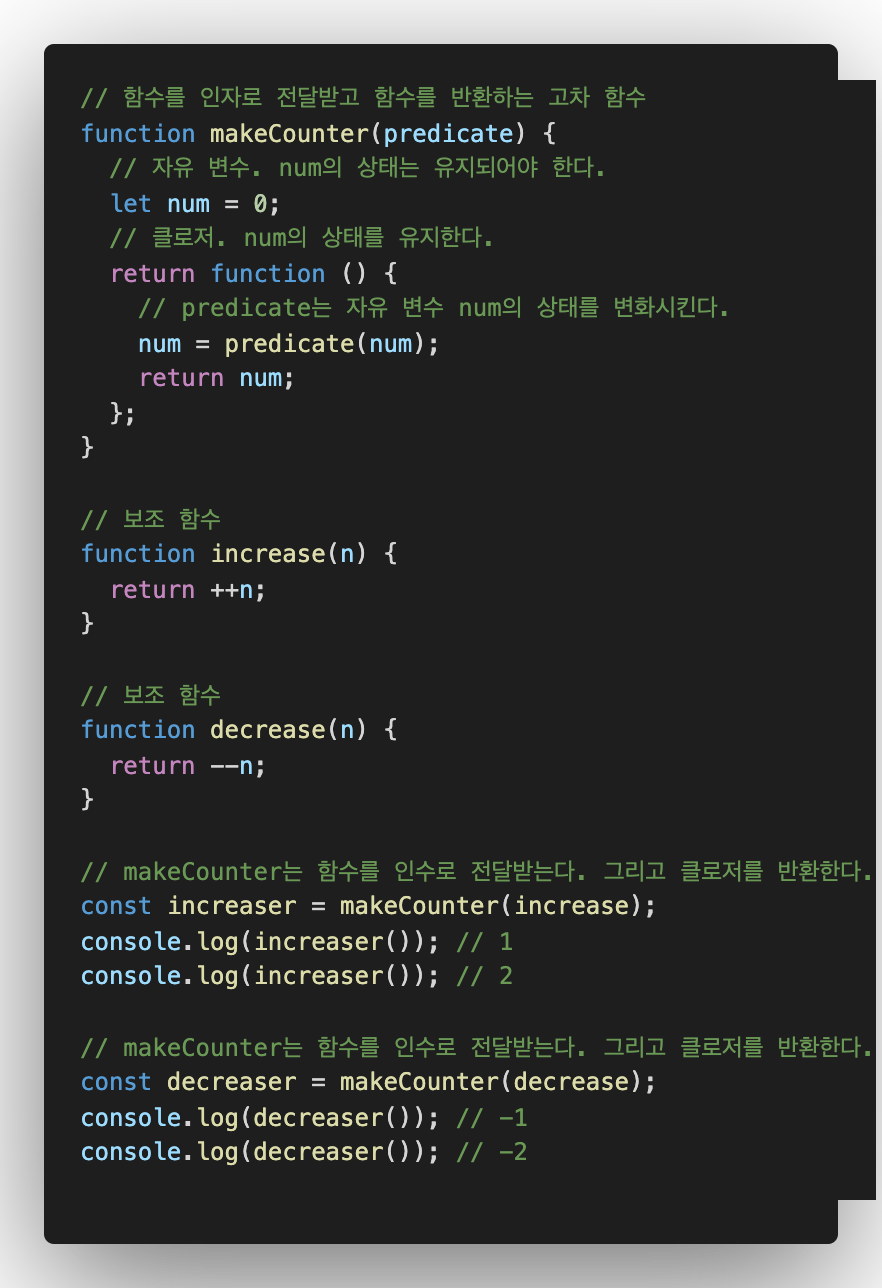 // 함수를 인자로 전달받고 함수를 반환하는 고차 함수
function makeCounter(predicate) {
  // 자유 변수. num의 상태는 유지되어야 한다.
  let num = 0;
  // 클로저. num의 상태를 유지한다.
  return function () {
    // predicate는 자유 변수 num의 상태를 변화시킨다.
    num = predicate(num);
    return num;
  };
}

// 보조 함수
function increase(n) {
  return ++n;
}

// 보조 함수
function decrease(n) {
  return --n;
}

// makeCounter는 함수를 인수로 전달받는다. 그리고 클로저를 반환한다.
const increaser = makeCounter(increase);
console.log(increaser()); // 1
console.log(increaser()); // 2

// makeCounter는 함수를 인수로 전달받는다. 그리고 클로저를 반환한다.
const decreaser = makeCounter(decrease);
console.log(decreaser()); // -1
console.log(decreaser()); // -2